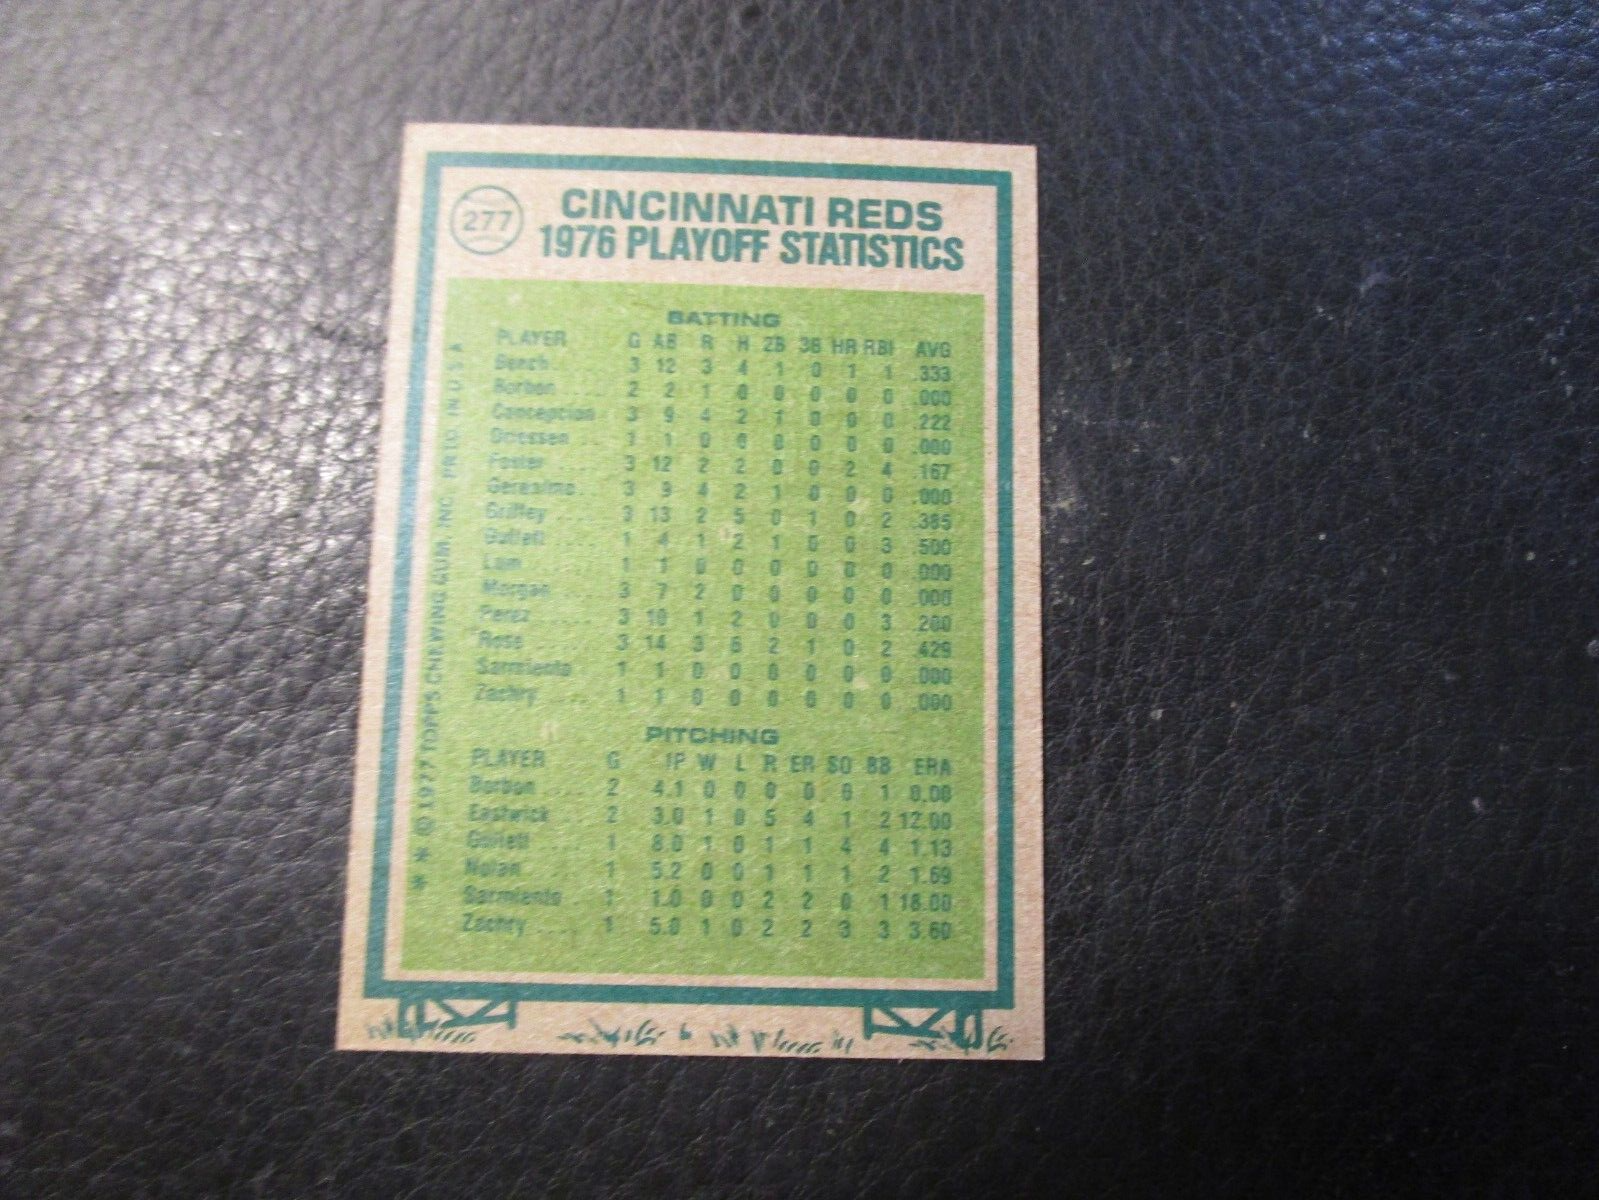 277
CINCINNATI REDS
1976 PLAYOFF STATISTICS
BATTING
PLAYER G AB R H 2B 3B HR RBI AVG
Bench 3 12 3 4 1 0 1 1 .333
Borbon .... 2 2 1 0 0 0 0 0 .000
Concepcion . 3 9 4 2 1 0 0 0 .222
Driessen .. 1 1 0 0 0 0 0 0 .000
Foster .... 3 12 2 2 0 0 2 4 .167
Geronimo .. 3 9 4 2 1 0 0 0 .000
Griffey .... 3 13 2 5 0 1 0 2 .385
Gullett .... 1 4 1 2 1 0 0 3 .500
Lum ..... 1 1 0 0 0 0 0 0 .000
Morgan ... 3 7 2 0 0 0 0 0 .000
Perez ..... 3 10 1 2 0 0 0 3 .200
Rose ..... 3 14 3 6 2 1 0 2 .429
Sarmiento 1 1 0 0 0 0 0 0 .000
Zachry .... 1 1 0 0 0 0 0 0 .000
PITCHING
PLAYER G IP W L R ER SO BB ERA
Borbon .... 2 4.1 0 0 0 0 0 1 0.00
Eastwick ... 2 3.0 1 0 5 4 1 2 12.00
Gullett .... 1 8.0 1 0 1 1 4 4 1.13
Nolan .... 1 5.2 0 0 1 1 1 2 1.69
Sarmiento . 1 1.0 0 0 2 2 0 1 18.00
Zachry .... 1 5.0 1 0 2 2 3 3 3.60
** © 1977 TOPPS CHEWING GUM, INC. PRTD. IN U.S.A.